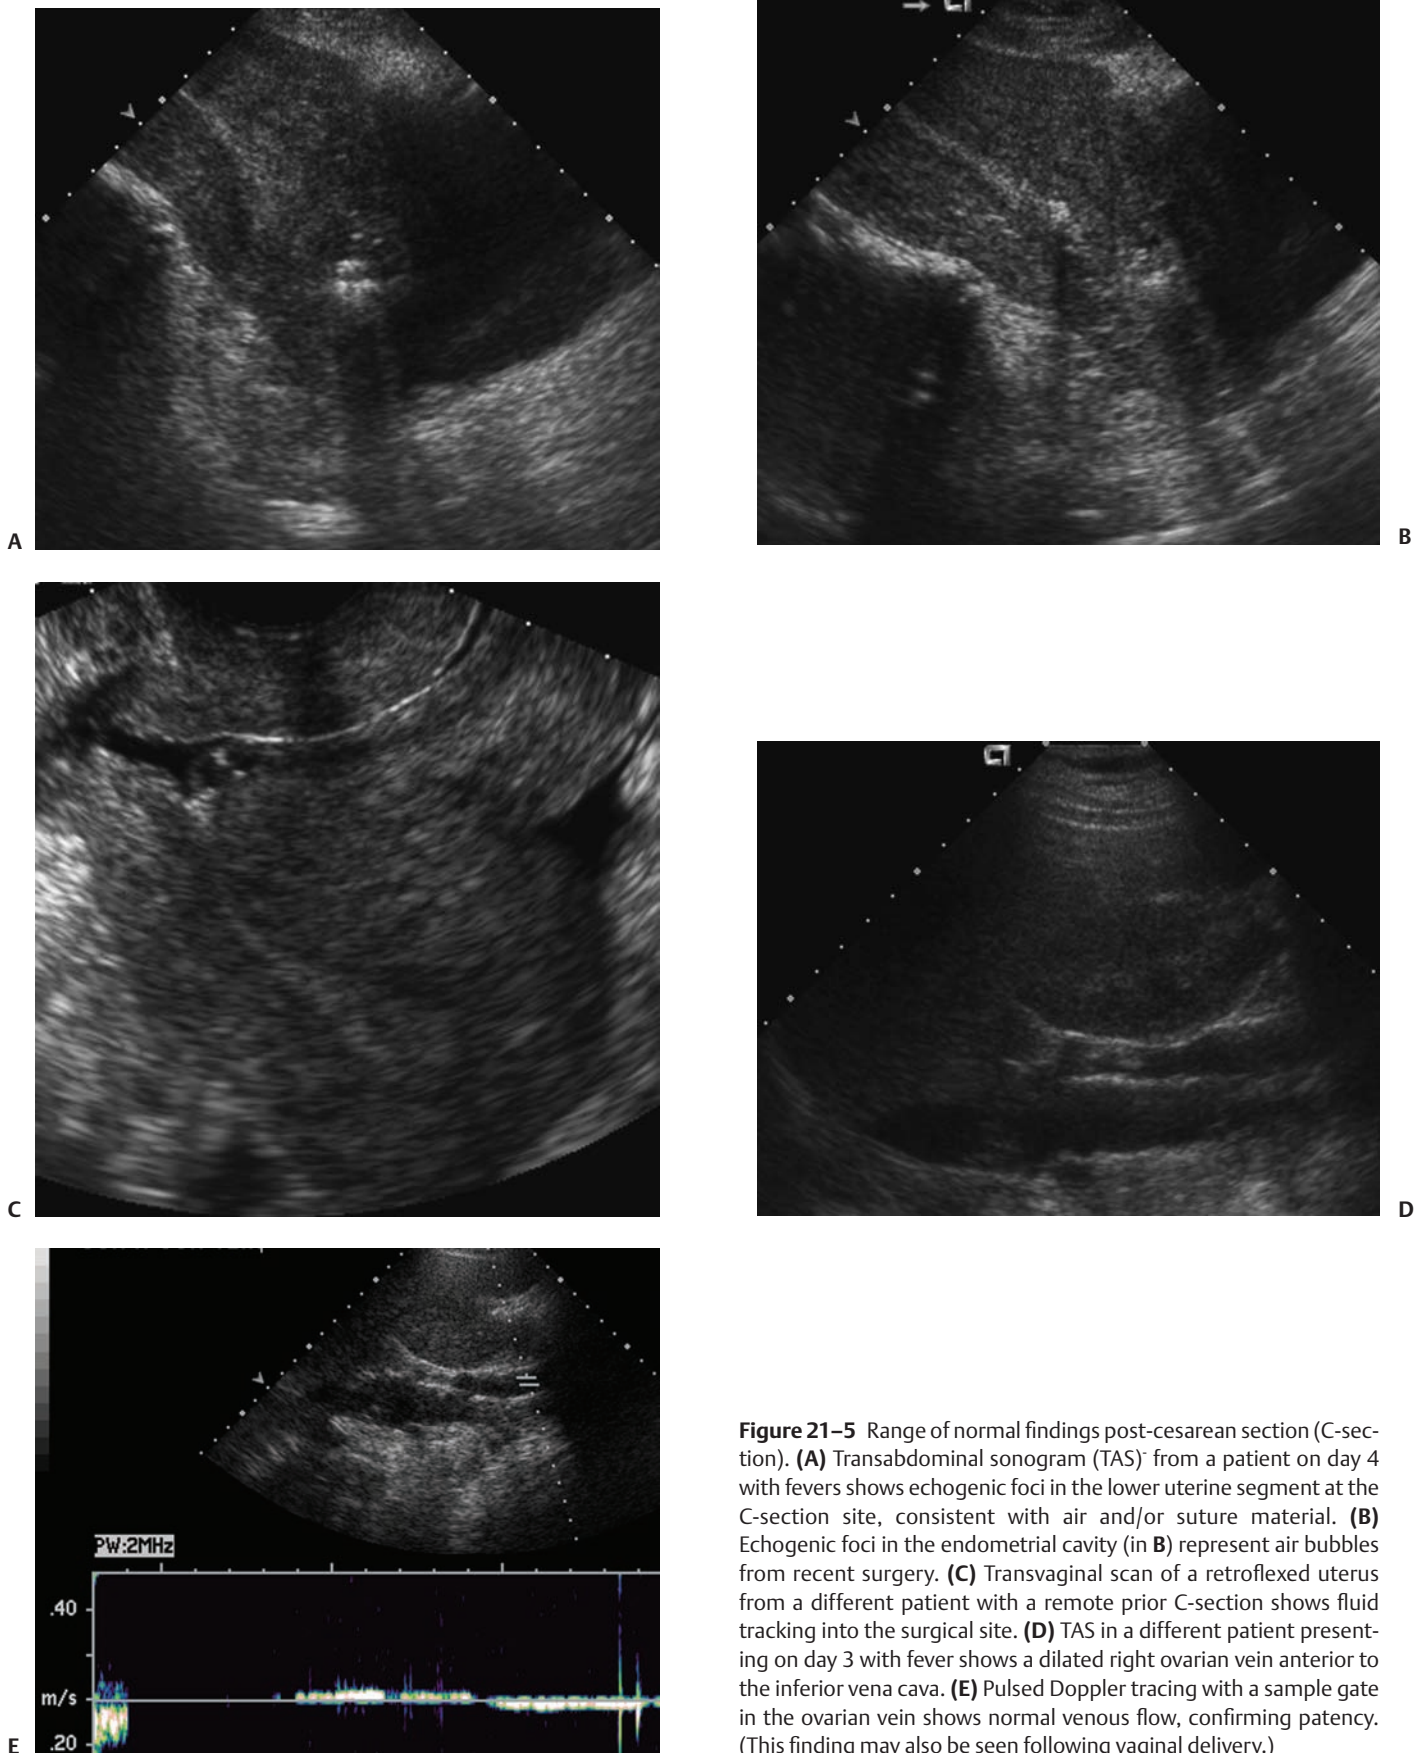 A
B
C
D
PW:2MHz
.40
m/s
.20
E
Figure 21–5 Range of normal findings post-cesarean section (C-sec-
tion). (A) Transabdominal sonogram (TAS)- from a patient on day 4
with fevers shows echogenic foci in the lower uterine segment at the
C-section site, consistent with air and/or suture material. (B)
Echogenic foci in the endometrial cavity (in B) represent air bubbles
from recent surgery. (C) Transvaginal scan of a retroflexed uterus
from a different patient with a remote prior C-section shows fluid
tracking into the surgical site. (D) TAS in a different patient present-
ing on day 3 with fever shows a dilated right ovarian vein anterior to
the inferior vena cava. (E) Pulsed Doppler tracing with a sample gate
in the ovarian vein shows normal venous flow, confirming patency.
(This finding may also be seen following vaginal delivery.)